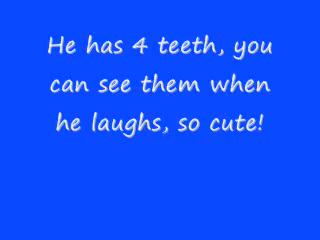 He has 4 teeth, you
can see them when
he laughs, so cute!